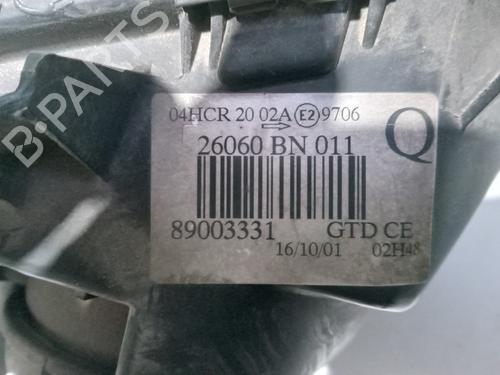 B-PARTS
04HCR 20 02A E2 9706
→
26060 BN 011 Q
89003331 GTD CE
16/10/01 02H48